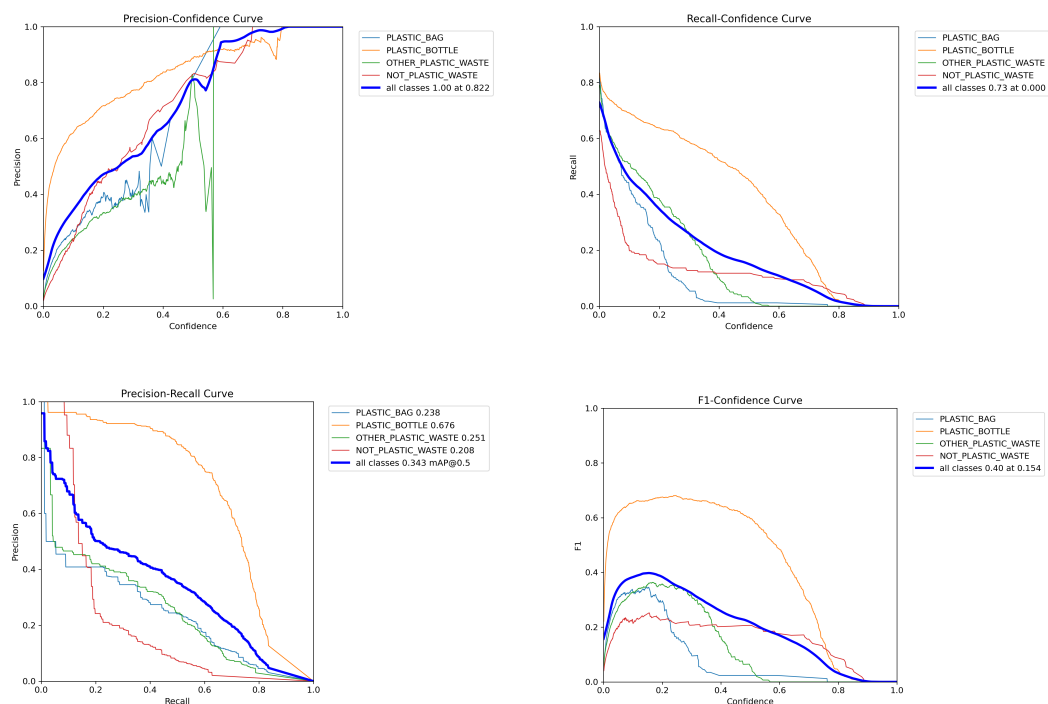 Precision-Confidence Curve
Precision
1.0
0.8
0.6
0.4
0.2
0.0
0.0 0.2 0.4 0.6 0.8 1.0
Confidence
PLASTIC_BAG
PLASTIC_BOTTLE
OTHER_PLASTIC_WASTE
NOT_PLASTIC_WASTE
all classes 1.00 at 0.822
Recall-Confidence Curve
Recall
1.0
0.8
0.6
0.4
0.2
0.0
0.0 0.2 0.4 0.6 0.8 1.0
Confidence
PLASTIC_BAG
PLASTIC_BOTTLE
OTHER_PLASTIC_WASTE
NOT_PLASTIC_WASTE
all classes 0.73 at 0.000
Precision-Recall Curve
Precision
1.0
0.8
0.6
0.4
0.2
0.0
0.0 0.2 0.4 0.6 0.8 1.0
Recall
PLASTIC_BAG 0.238
PLASTIC_BOTTLE 0.676
OTHER_PLASTIC_WASTE 0.251
NOT_PLASTIC_WASTE 0.208
all classes 0.343 mAP@0.5
F1-Confidence Curve
F1
1.0
0.8
0.6
0.4
0.2
0.0
0.0 0.2 0.4 0.6 0.8 1.0
Confidence
PLASTIC_BAG
PLASTIC_BOTTLE
OTHER_PLASTIC_WASTE
NOT_PLASTIC_WASTE
all classes 0.40 at 0.154